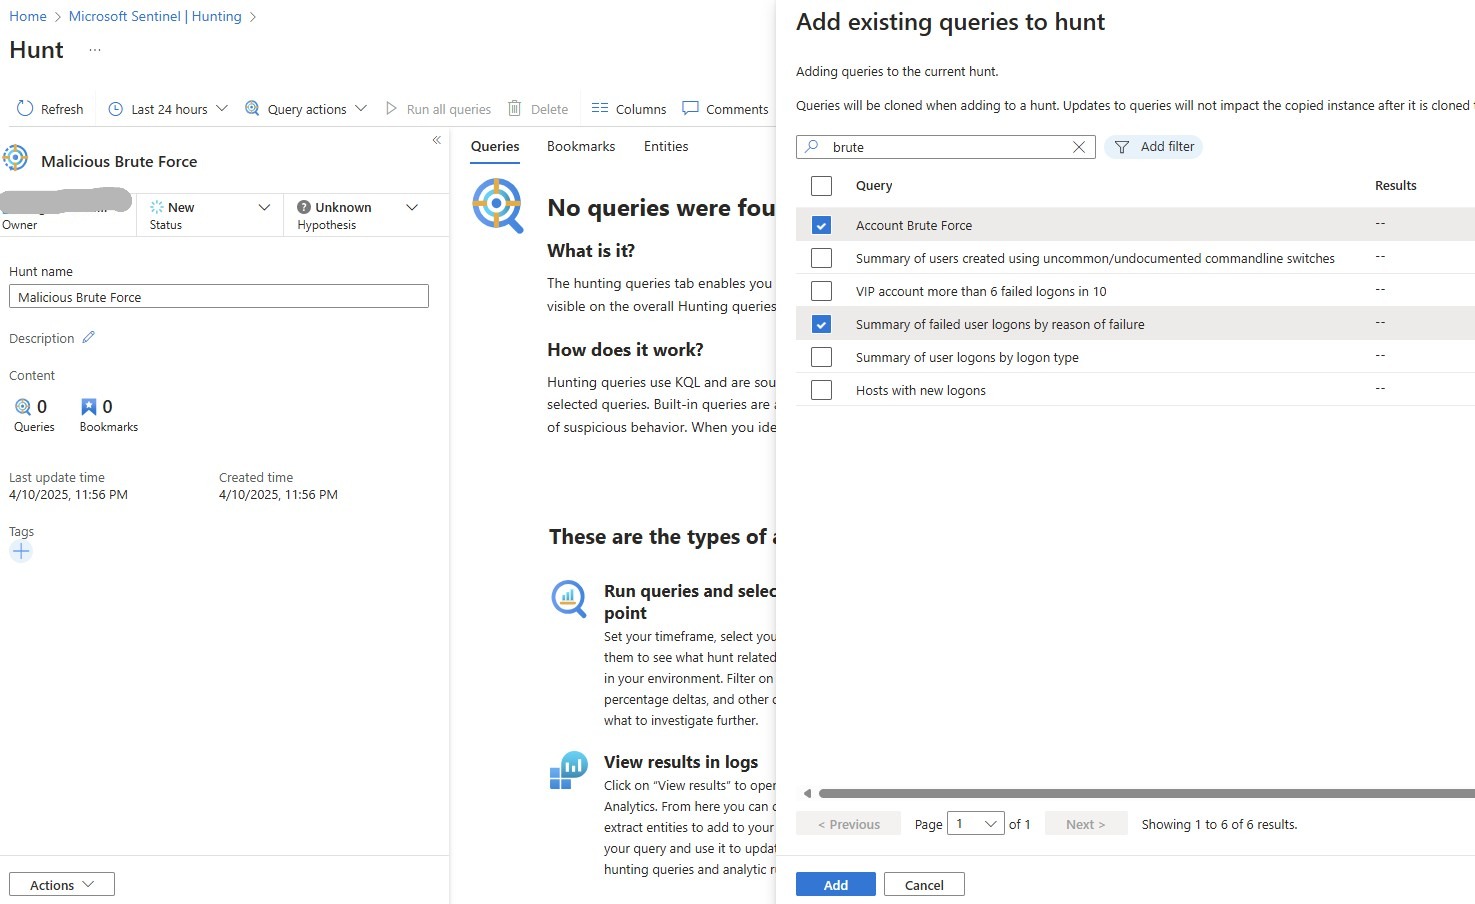 Home > Microsoft Sentinel | Hunting >
Hunt ...
Refresh
Last 24 hours
Query actions
Run all queries
Delete
Columns
Comments
«
Malicious Brute Force
Owner
New
Status
Unknown
Hypothesis
Hunt name
Malicious Brute Force
Description
Content
0
Queries
0
Bookmarks
Last update time
4/10/2025, 11:56 PM
Created time
4/10/2025, 11:56 PM
Tags
Actions
Queries
Bookmarks
Entities
No queries were fou
What is it?
The hunting queries tab enables you
visible on the overall Hunting queries
How does it work?
Hunting queries use KQL and are sou
selected queries. Built-in queries are
of suspicious behavior. When you ide
These are the types of
Run queries and selec
point
Set your timeframe, select you
them to see what hunt related
in your environment. Filter on
percentage deltas, and other
what to investigate further.
View results in logs
Click on “View results” to oper
Analytics. From here you can
extract entities to add to your
your query and use it to updat
hunting queries and analytic
Add existing queries to hunt
Adding queries to the current hunt.
Queries will be cloned when adding to a hunt. Updates to queries will not impact the copied instance after it is cloned
brute
Add filter
Query Results
Account Brute Force --
Summary of users created using uncommon/undocumented commandline switches --
VIP account more than 6 failed logons in 10 --
Summary of failed user logons by reason of failure --
Summary of user logons by logon type --
Hosts with new logons --
< Previous
Page 1 of 1
Next >
Showing 1 to 6 of 6 results.
Add
Cancel